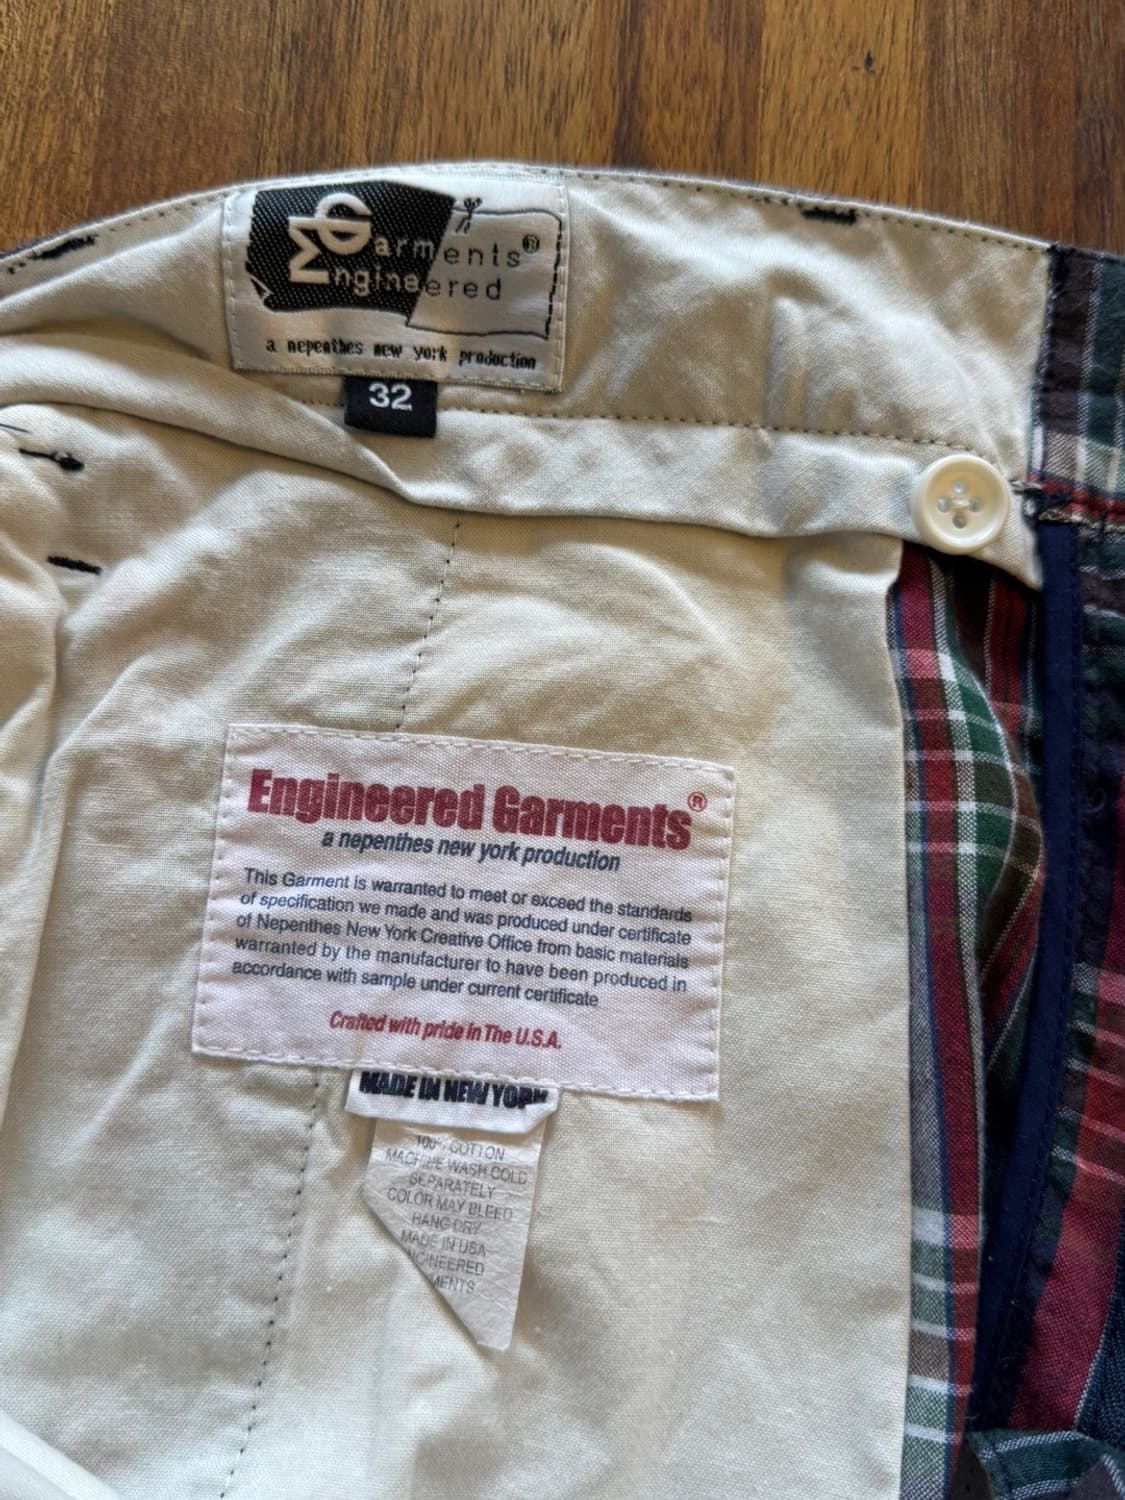 EG
Garments®
Engineered
a nepenthes new york production
32
Engineered Garments®
a nepenthes new york production
This Garment is warranted to meet or exceed the standards
of specification we made and was produced under certificate
of Nepenthes New York Creative Office from basic materials
warranted by the manufacturer to have been produced in
accordance with sample under current certificate
Crafted with pride in The U.S.A.
MADE IN NEW YORK
100% COTTON
MACHINE WASH COLD
SEPARATELY
COLOR MAY BLEED
HANG DRY
MADE IN USA
NGINEERED
MENTS